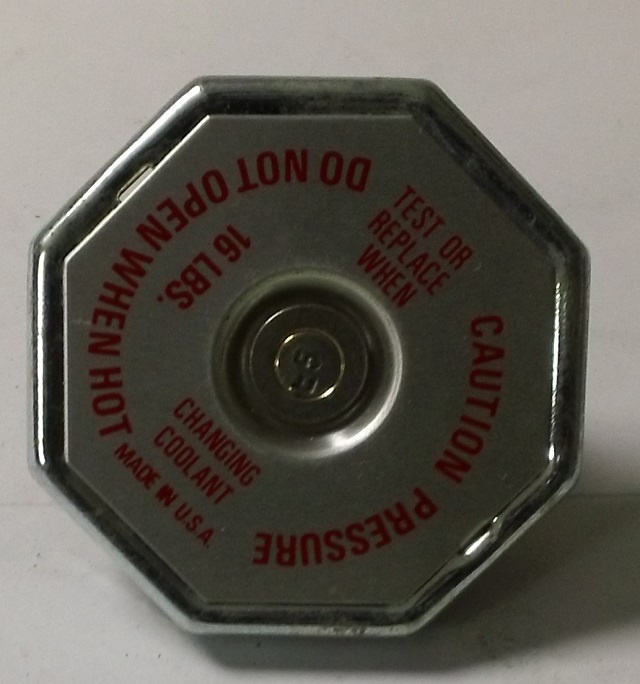 CAUTION PRESSURE
DO NOT OPEN WHEN HOT
16 LBS.
TEST OR
REPLACE
WHEN
CHANGING
COOLANT
MADE IN U.S.A.